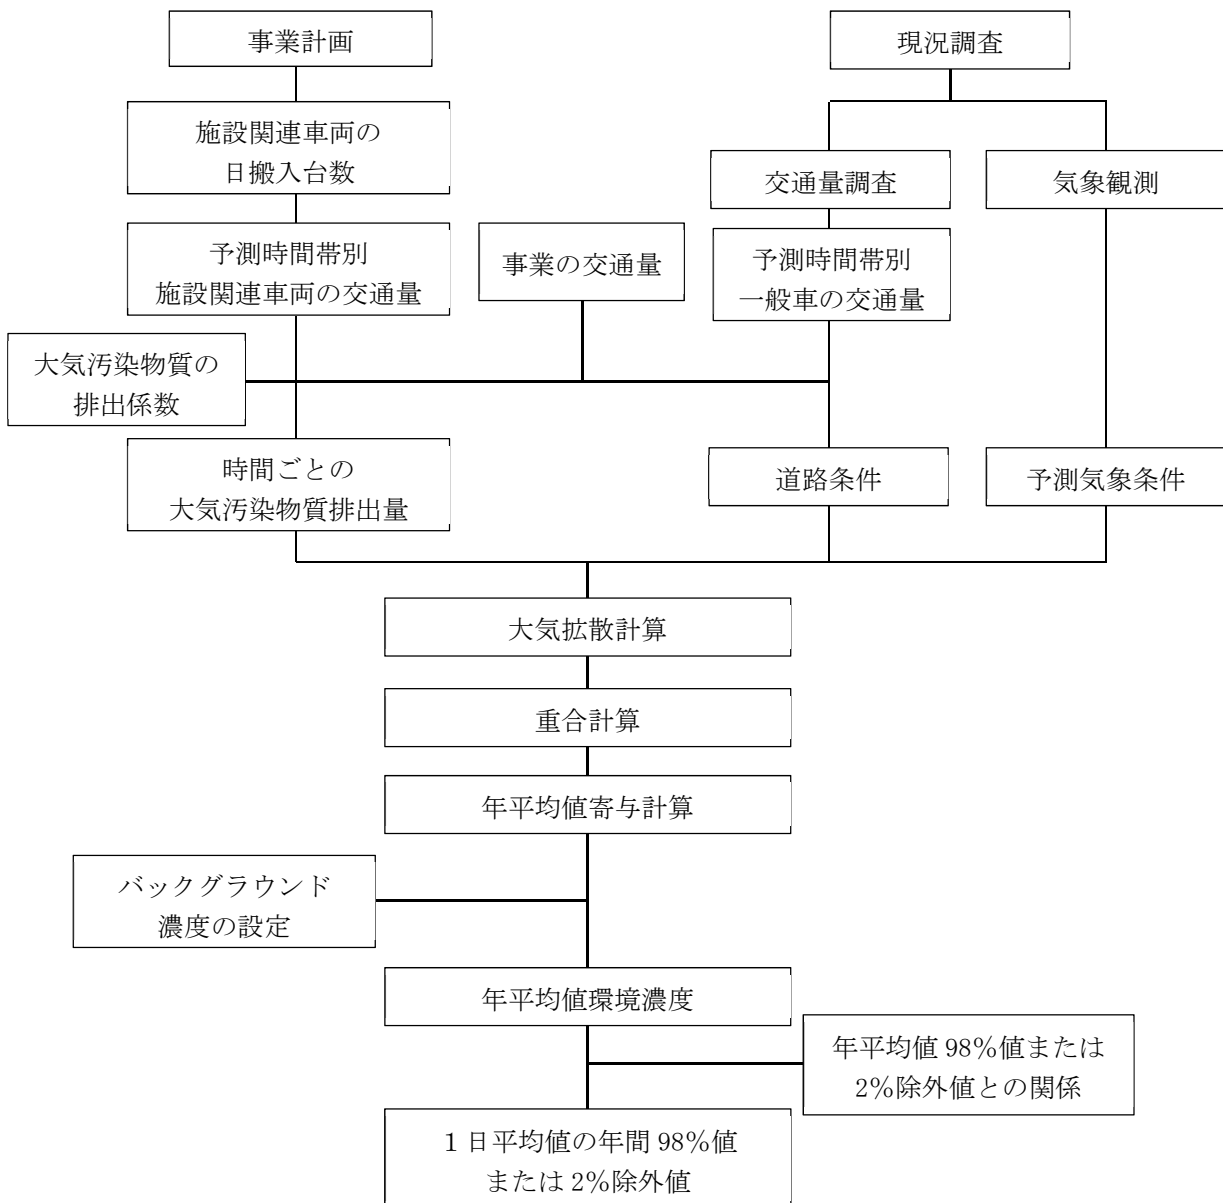 事業計画
現況調査
施設関連車両の
日搬入台数
交通量調査
気象観測
予測時間帯別
施設関連車両の交通量
事業の交通量
予測時間帯別
一般車の交通量
大気汚染物質の
排出係数
時間ごとの
大気汚染物質排出量
道路条件
予測気象条件
大気拡散計算
重合計算
年平均値寄与計算
バックグラウンド
濃度の設定
年平均値環境濃度
年平均値 98%値または
2%除外値との関係
1 日平均値の年間 98%値
または 2%除外値